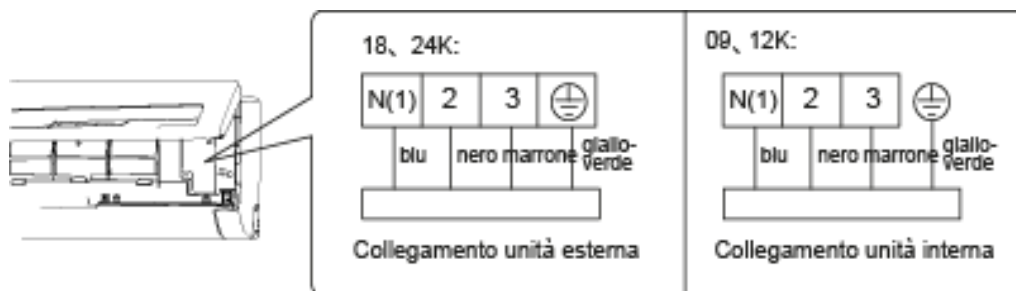 18、24K:
N(1) 2 3
blu nero marrone giallo-
verde
Collegamento unità esterna
09、12K:
N(1) 2 3
blu nero marrone giallo-
verde
Collegamento unità interna